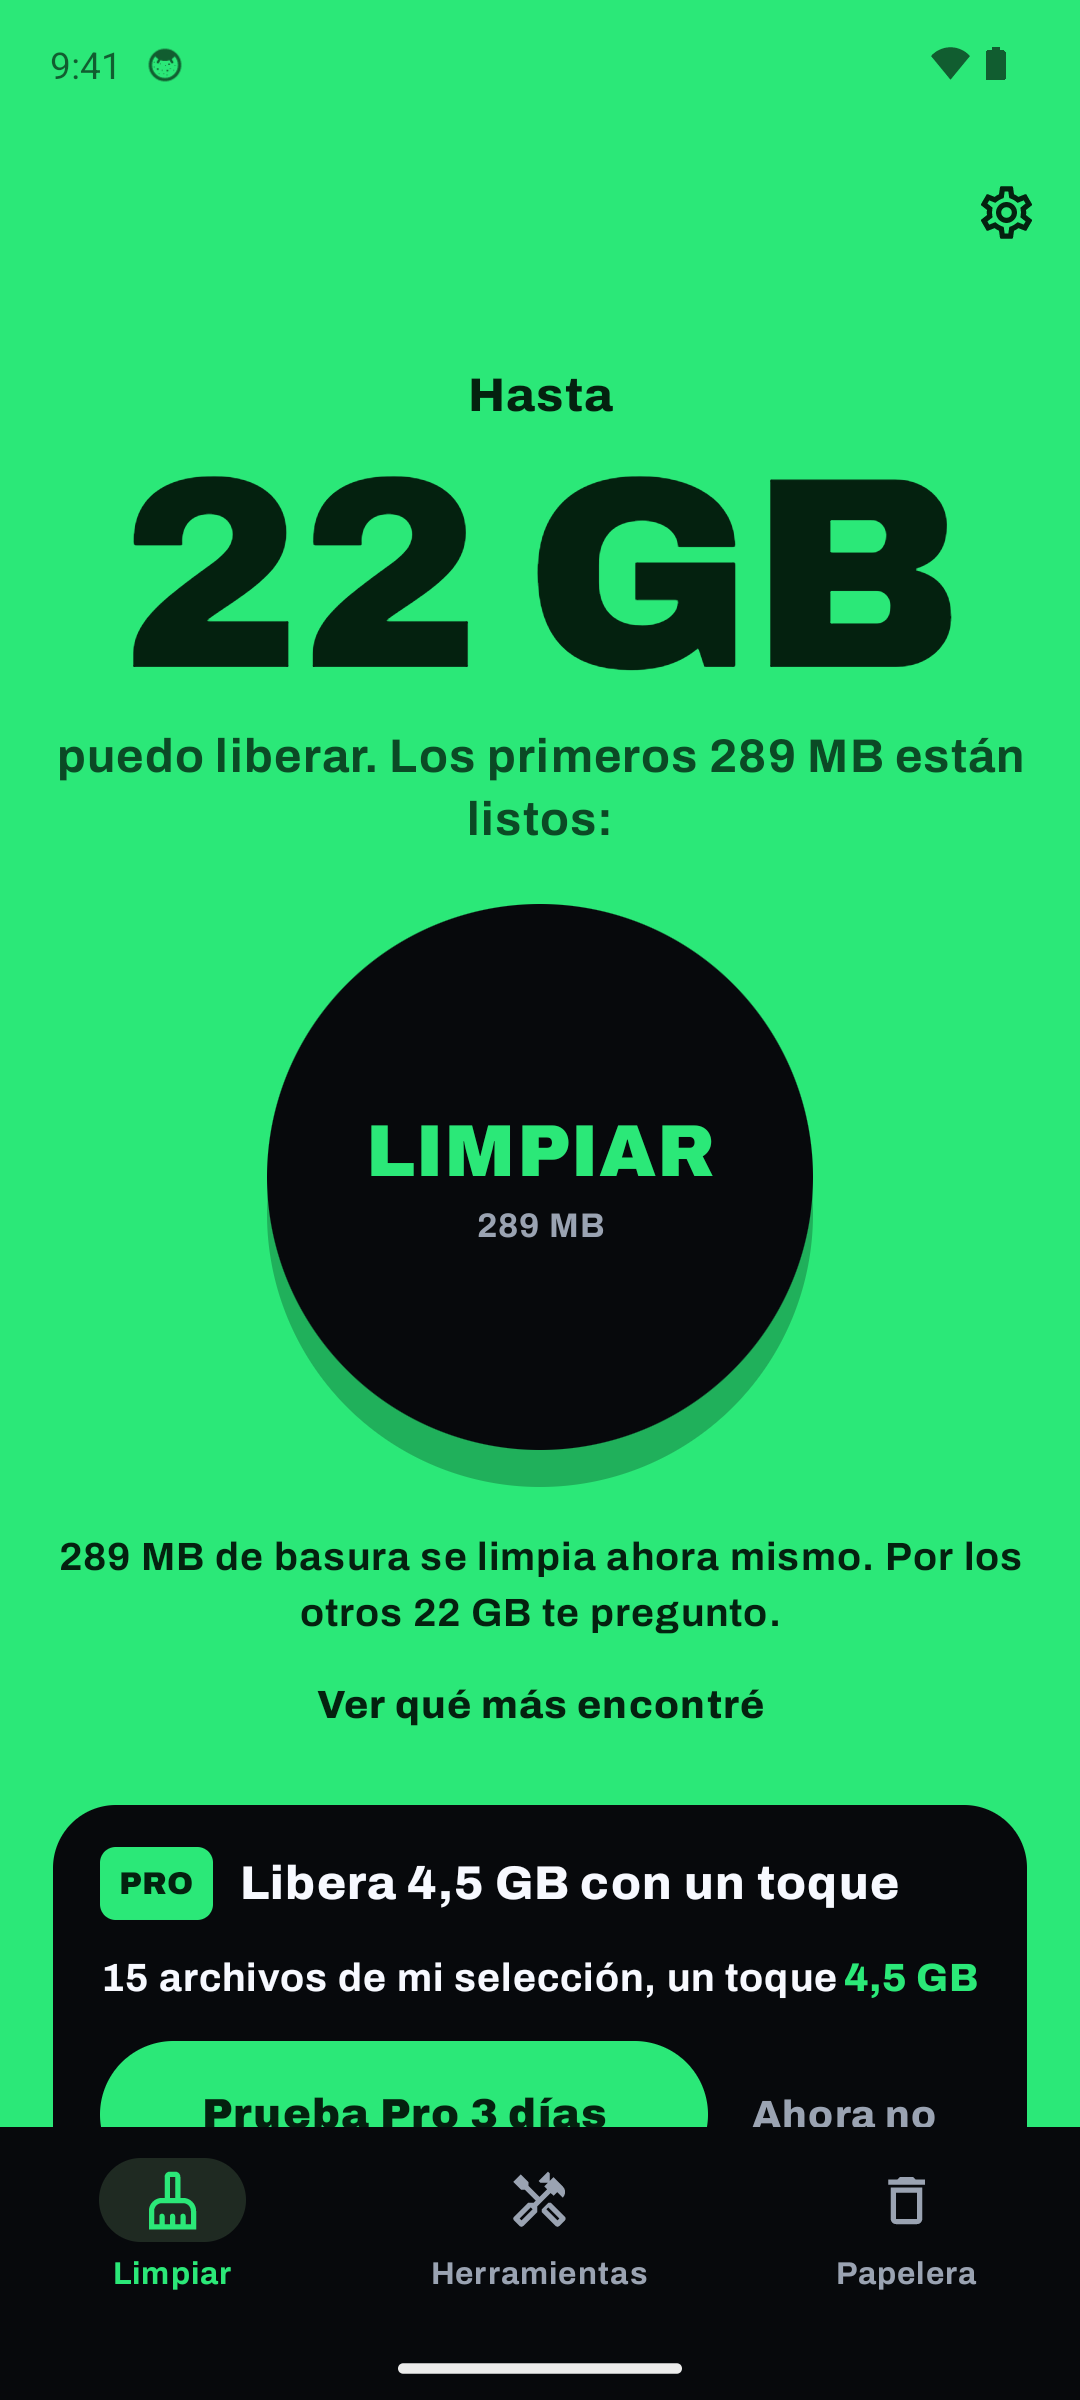 9:41
Hasta
22 GB
puedo liberar. Los primeros 289 MB están
listos:
LIMPIAR
289 MB
289 MB de basura se limpia ahora mismo. Por los
otros 22 GB te pregunto.
Ver qué más encontré
PRO Libera 4,5 GB con un toque
15 archivos de mi selección, un toque 4,5 GB
Prueba Pro 3 días Ahora no
Limpiar Herramientas Papelera